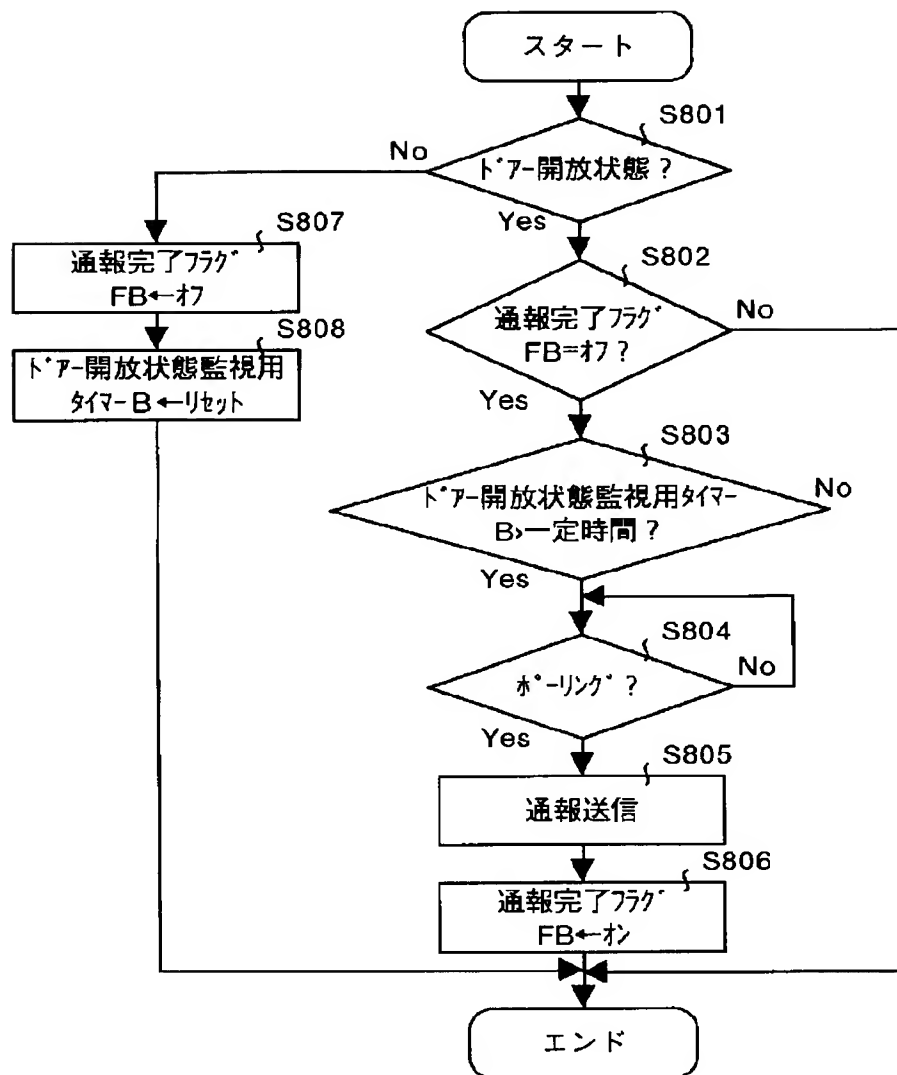 スタート
S801
ドアー開放状態？
No
Yes
S807
通報完了フラグ
FB←オフ
S808
ドアー開放状態監視用
タイマーB←リセット
S802
通報完了フラグ
FB=オフ？
No
Yes
S803
ドアー開放状態監視用タイマー
B>一定時間？
No
Yes
S804
ポーリング？
No
Yes
S805
通報送信
S806
通報完了フラグ
FB←オン
エンド